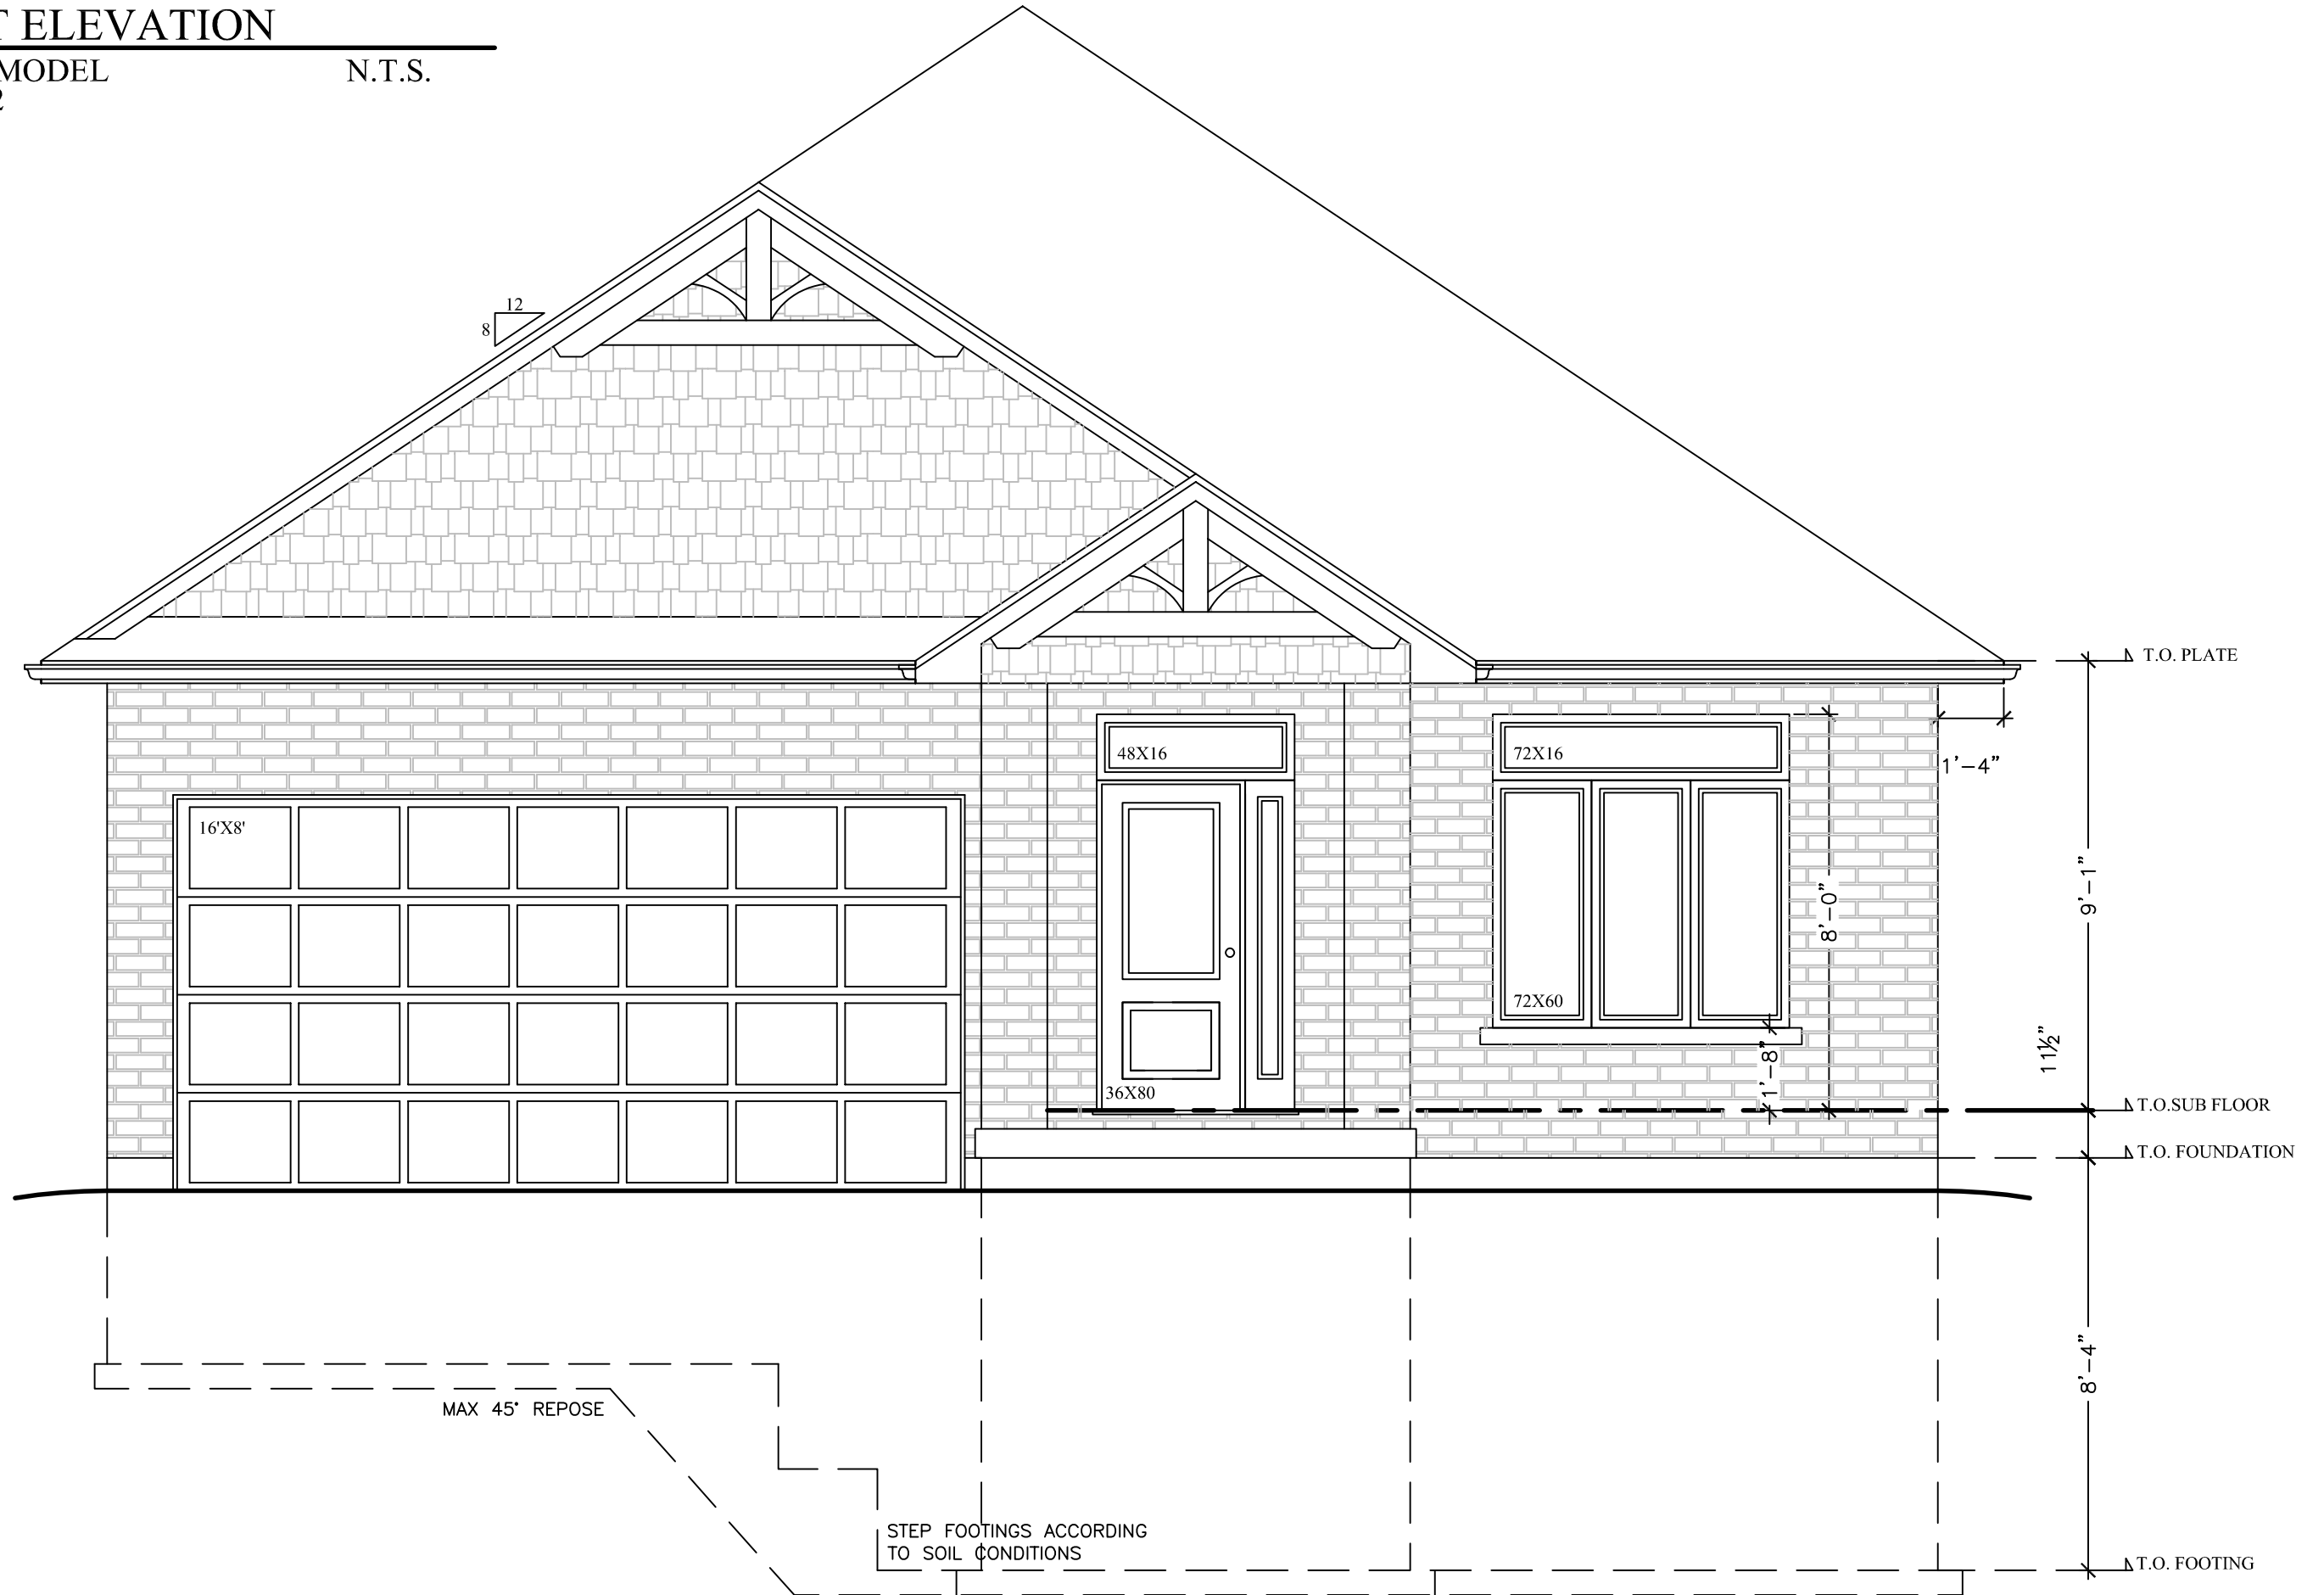 T ELEVATION
MODEL N.T.S.
2
12
8
T.O. PLATE
48X16
72X16
1'-4"
16'X8'
9'-1"
8'-0"
72X60
11½"
1'-8"
36X80
T.O.SUB FLOOR
T.O. FOUNDATION
8'-4"
MAX 45° REPOSE
STEP FOOTINGS ACCORDING
TO SOIL CONDITIONS
T.O. FOOTING